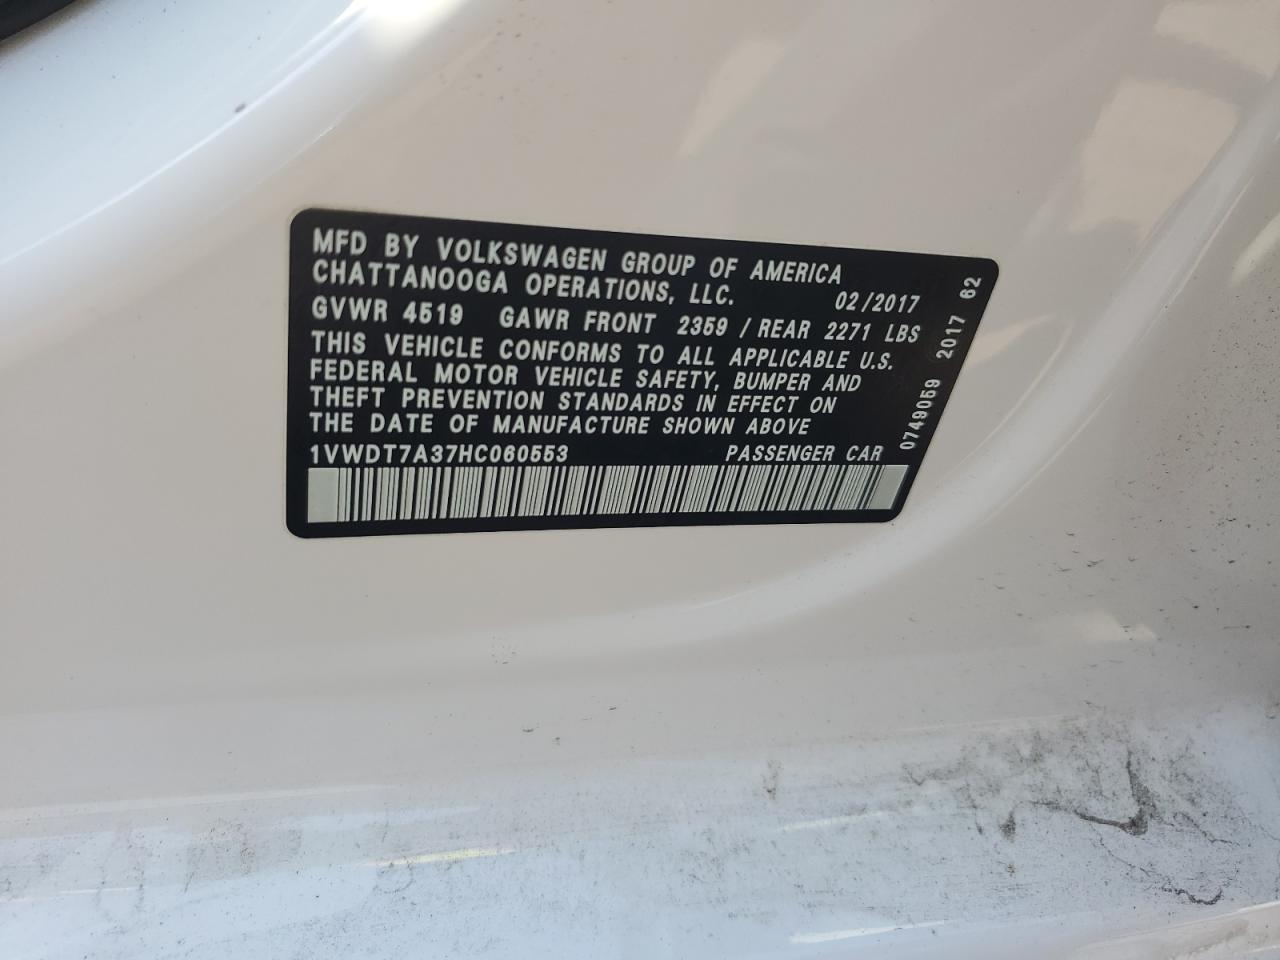 MFD BY VOLKSWAGEN GROUP OF AMERICA
CHATTANOOGA OPERATIONS, LLC. 02/2017
GVWR 4519 GAWR FRONT 2359 / REAR 2271 LBS
THIS VEHICLE CONFORMS TO ALL APPLICABLE U.S.
FEDERAL MOTOR VEHICLE SAFETY, BUMPER AND
THEFT PREVENTION STANDARDS IN EFFECT ON
THE DATE OF MANUFACTURE SHOWN ABOVE
1VWDT7A37HC060553 PASSENGER CAR
0749059 2017 62